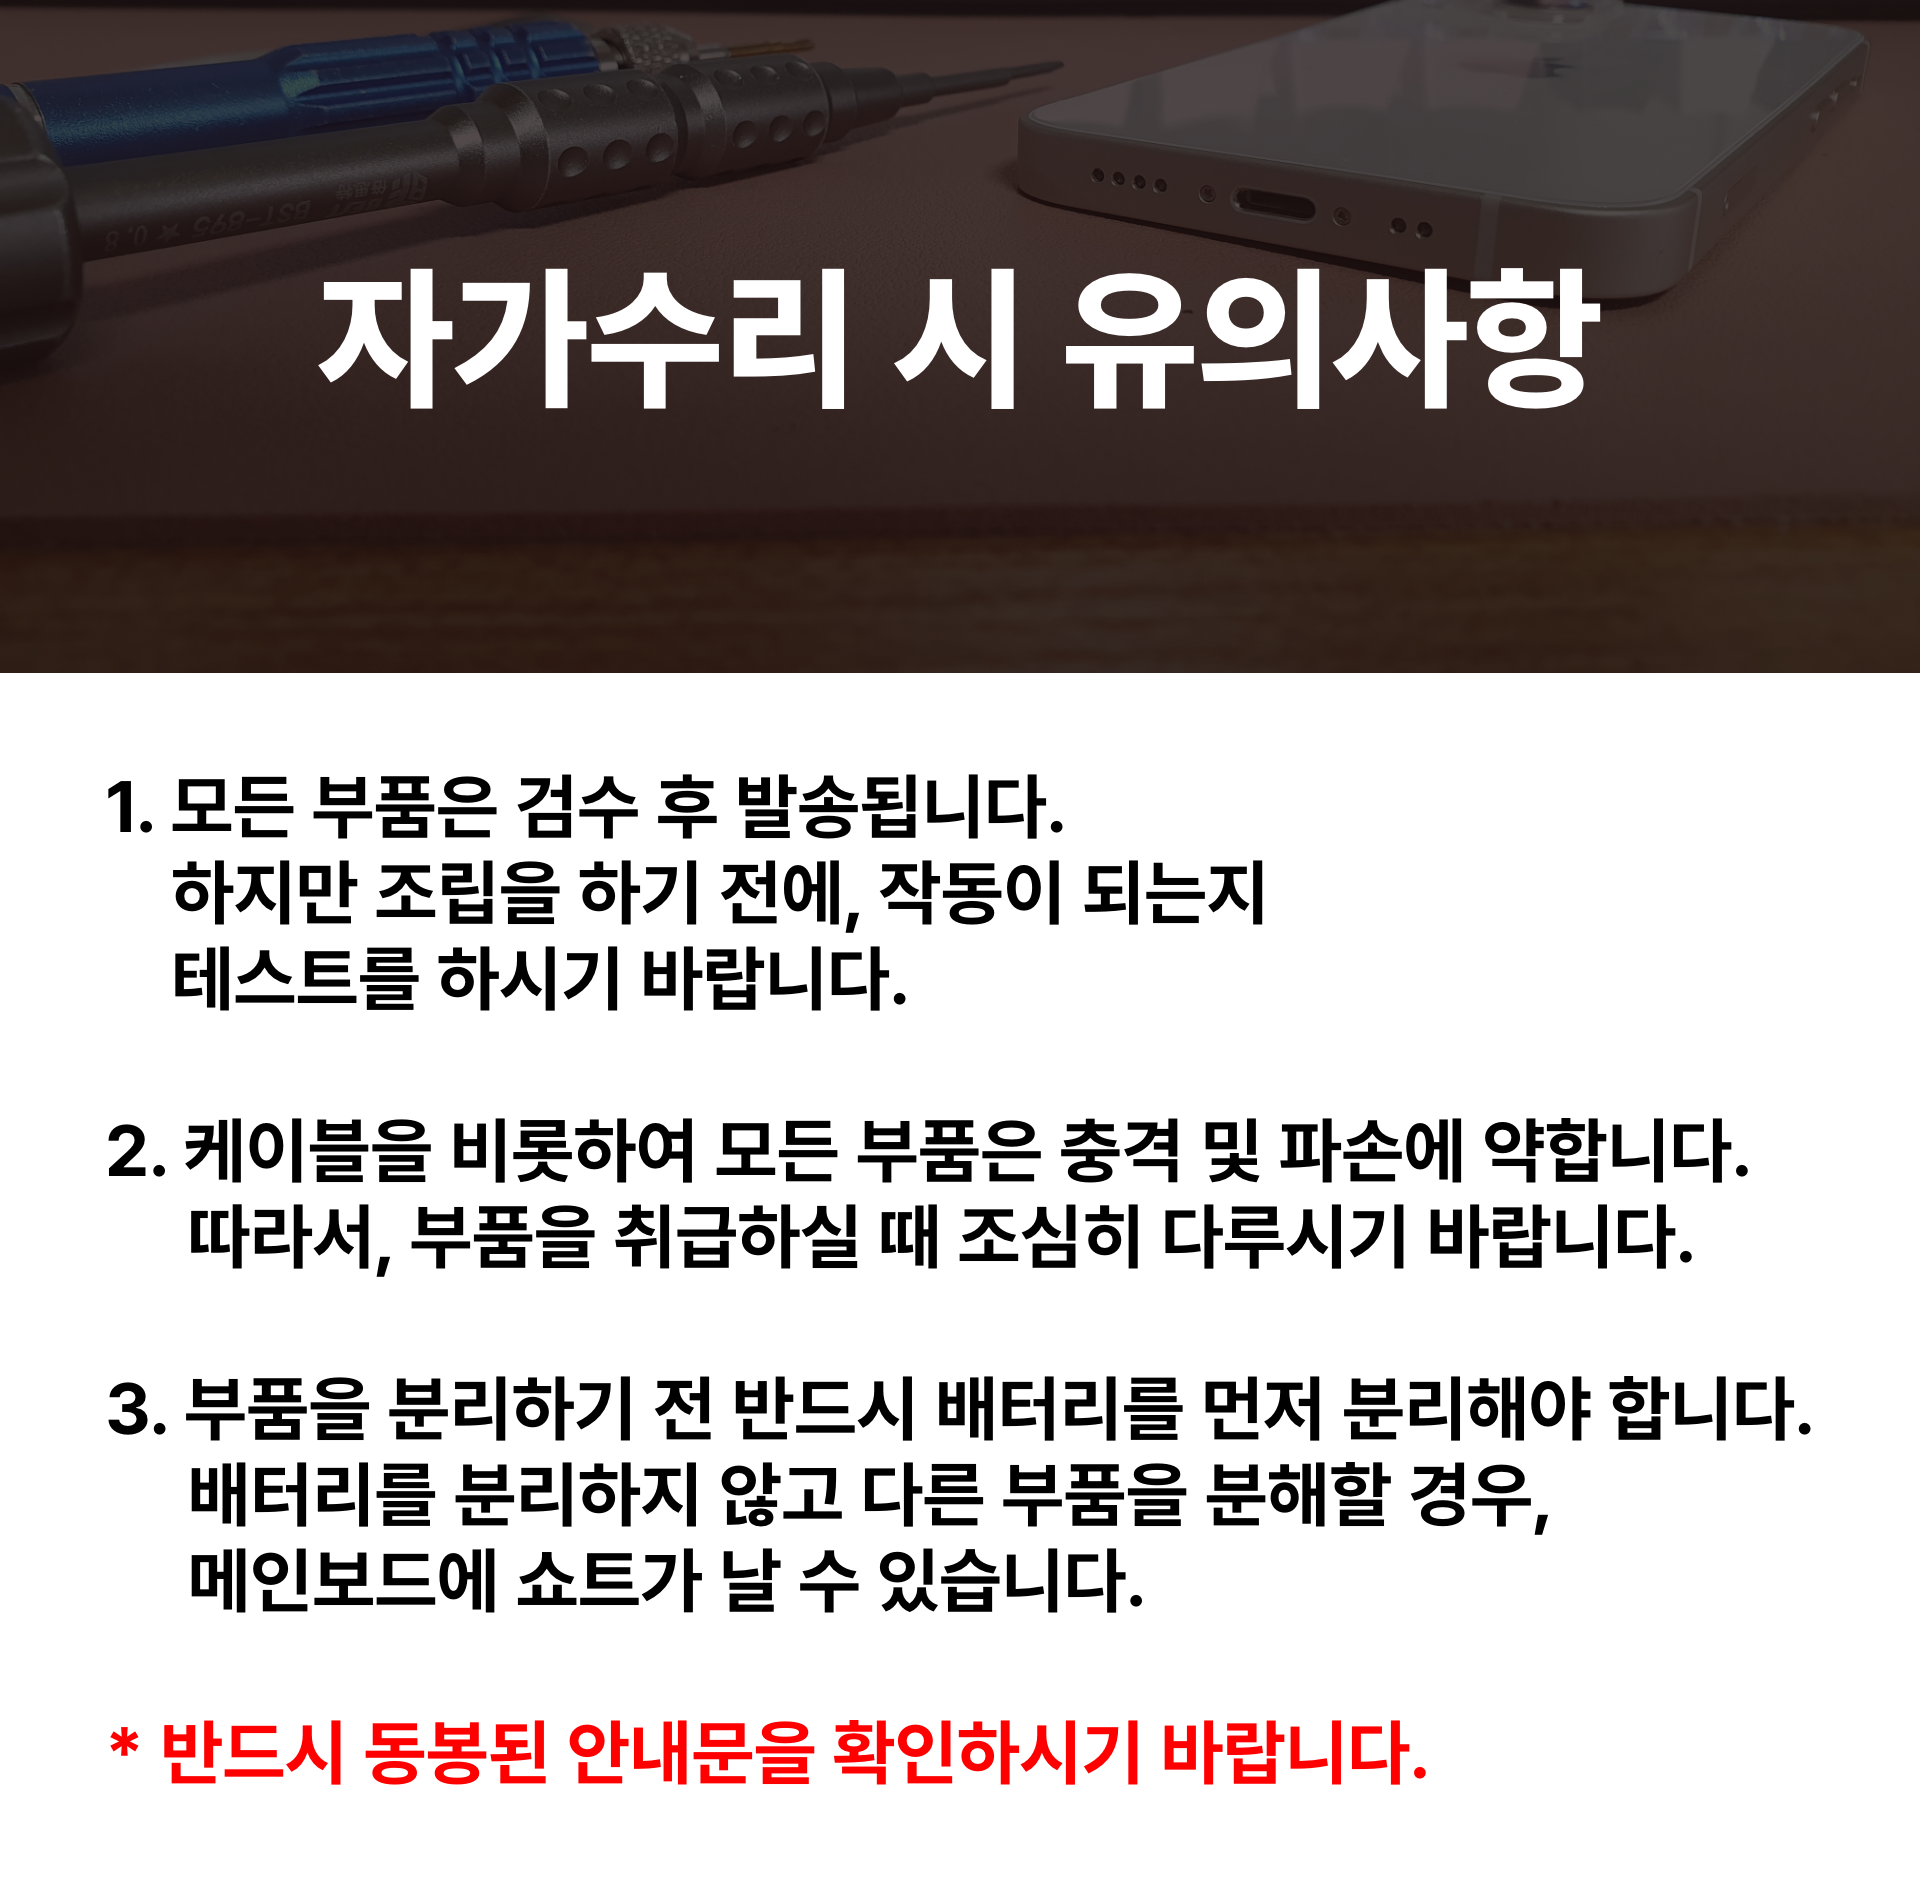 BST-895 ★ 0.8
자가수리 시 유의사항
1. 모든 부품은 검수 후 발송됩니다.
하지만 조립을 하기 전에, 작동이 되는지
테스트를 하시기 바랍니다.
2. 케이블을 비롯하여 모든 부품은 충격 및 파손에 약합니다.
따라서, 부품을 취급하실 때 조심히 다루시기 바랍니다.
3. 부품을 분리하기 전 반드시 배터리를 먼저 분리해야 합니다.
배터리를 분리하지 않고 다른 부품을 분해할 경우,
메인보드에 쇼트가 날 수 있습니다.
* 반드시 동봉된 안내문을 확인하시기 바랍니다.